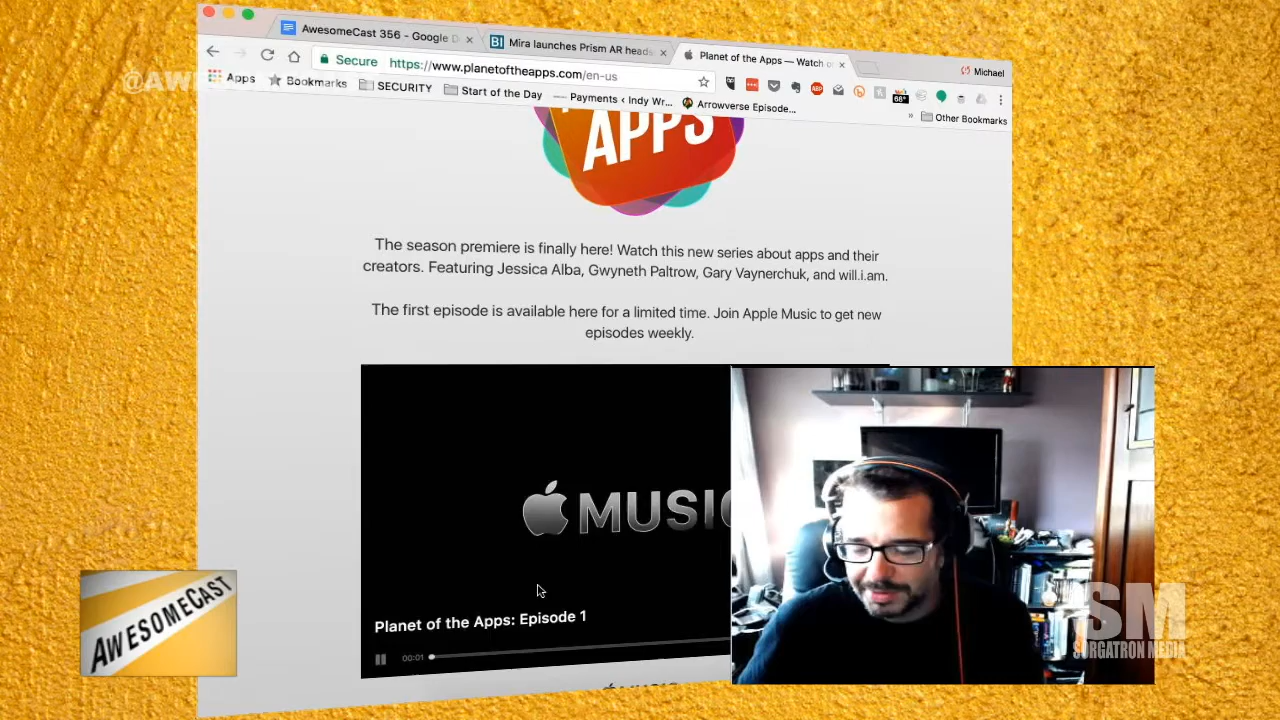 AwesomeCast 356 - Google D
Mira launches Prism AR heads
Planet of the Apps — Watch o
Michael
Secure
https://www.planetoftheapps.com/en-us
@AW
Apps
Bookmarks
SECURITY
Start of the Day
Payments ‹ Indy Wr...
Arrowverse Episode...
Other Bookmarks
APPS
The season premiere is finally here! Watch this new series about apps and their
creators. Featuring Jessica Alba, Gwyneth Paltrow, Gary Vaynerchuk, and will.i.am.
The first episode is available here for a limited time. Join Apple Music to get new
episodes weekly.
MUSIC
Planet of the Apps: Episode 1
00:01
AWESOMECAST
SM
SORGATRON MEDIA